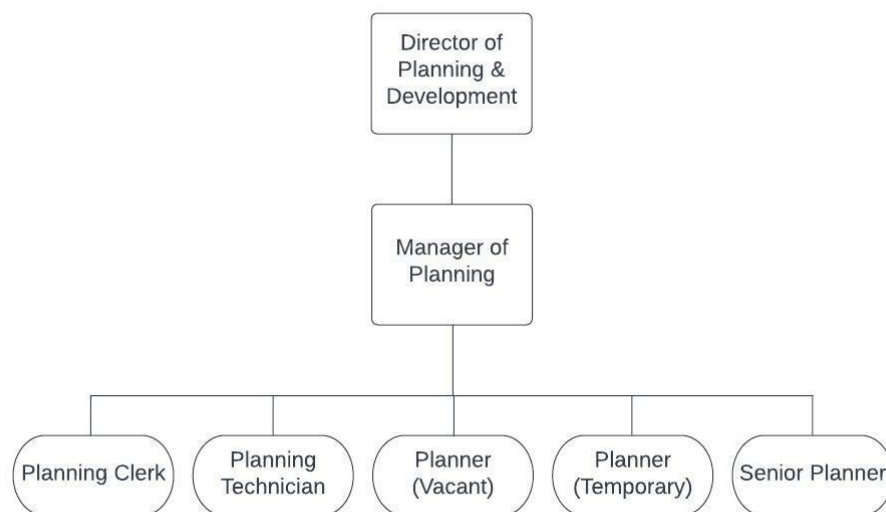 Director of
Planning &
Development
Manager of
Planning
Planning Clerk
Planning
Technician
Planner
(Vacant)
Planner
(Temporary)
Senior Planner